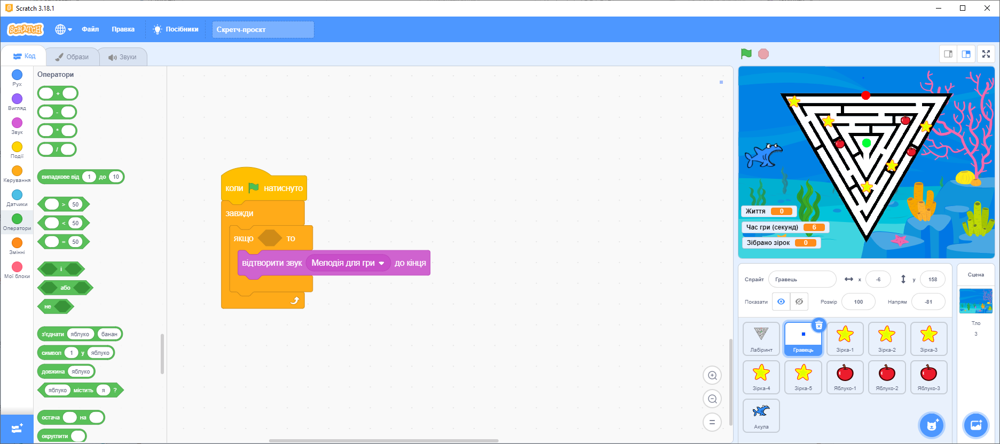 Scratch 3.18.1
SCRATCH
Файл
Правка
Посібники
Скретч-проєкт
Код
Образи
Звуки
Рух
Вигляд
Звук
Події
Керування
Датчики
Оператори
Змінні
Мої блоки
Оператори
+
-
*
/
випадкове від 1 до 10
> 50
< 50
= 50
і
або
не
з'єднати яблуко банан
символ 1 у яблуко
довжина яблуко
яблуко містить я ?
остача на
округлити
коли натиснуто
завжди
якщо то
відтворити звук Мелодія для гри до кінця
Життя 0
Час гри (секунд) 6
Зібрано зірок 0
Спрайт Гравець x -6 y 158
Показати Розмір 100 Напрям -81
Лабіринт
Гравець
Зірка-1
Зірка-2
Зірка-3
Зірка-4
Зірка-5
Яблуко-1
Яблуко-2
Яблуко-3
Акула
Сцена
Тло
3